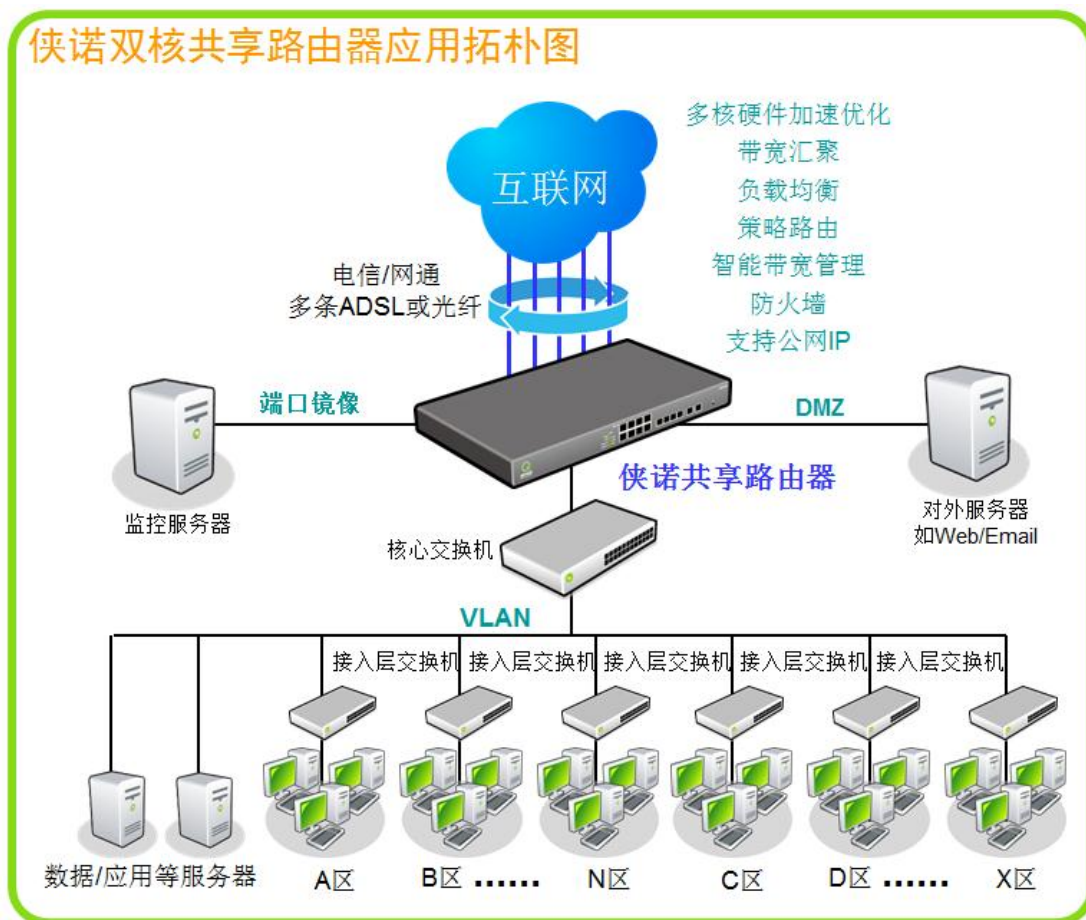 侠诺双核共享路由器应用拓朴图
互联网
多核硬件加速优化
带宽汇聚
负载均衡
策略路由
智能带宽管理
防火墙
支持公网IP
电信/网通
多条ADSL或光纤
端口镜像
DMZ
侠诺共享路由器
监控服务器
对外服务器
如Web/Email
核心交换机
VLAN
接入层交换机 接入层交换机 接入层交换机 接入层交换机 接入层交换机
数据/应用等服务器 A区 B区 …… N区 C区 D区 …… X区